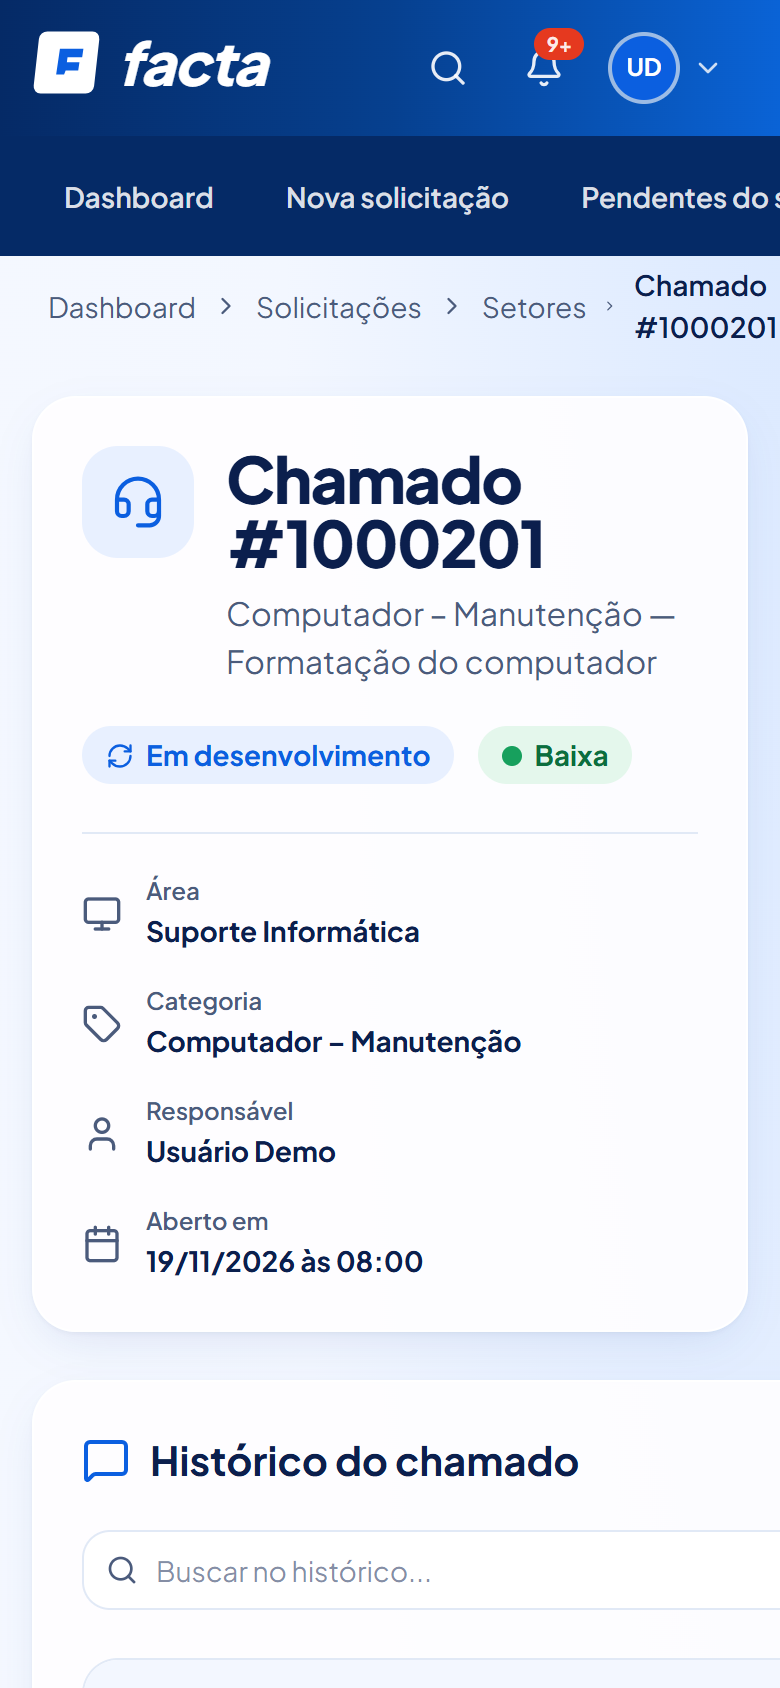 F facta
9+
UD
Dashboard Nova solicitação Pendentes do s
Dashboard > Solicitações > Setores > Chamado #1000201
Chamado
#1000201
Computador – Manutenção —
Formatação do computador
Em desenvolvimento
Baixa
Área
Suporte Informática
Categoria
Computador – Manutenção
Responsável
Usuário Demo
Aberto em
19/11/2026 às 08:00
Histórico do chamado
Buscar no histórico...